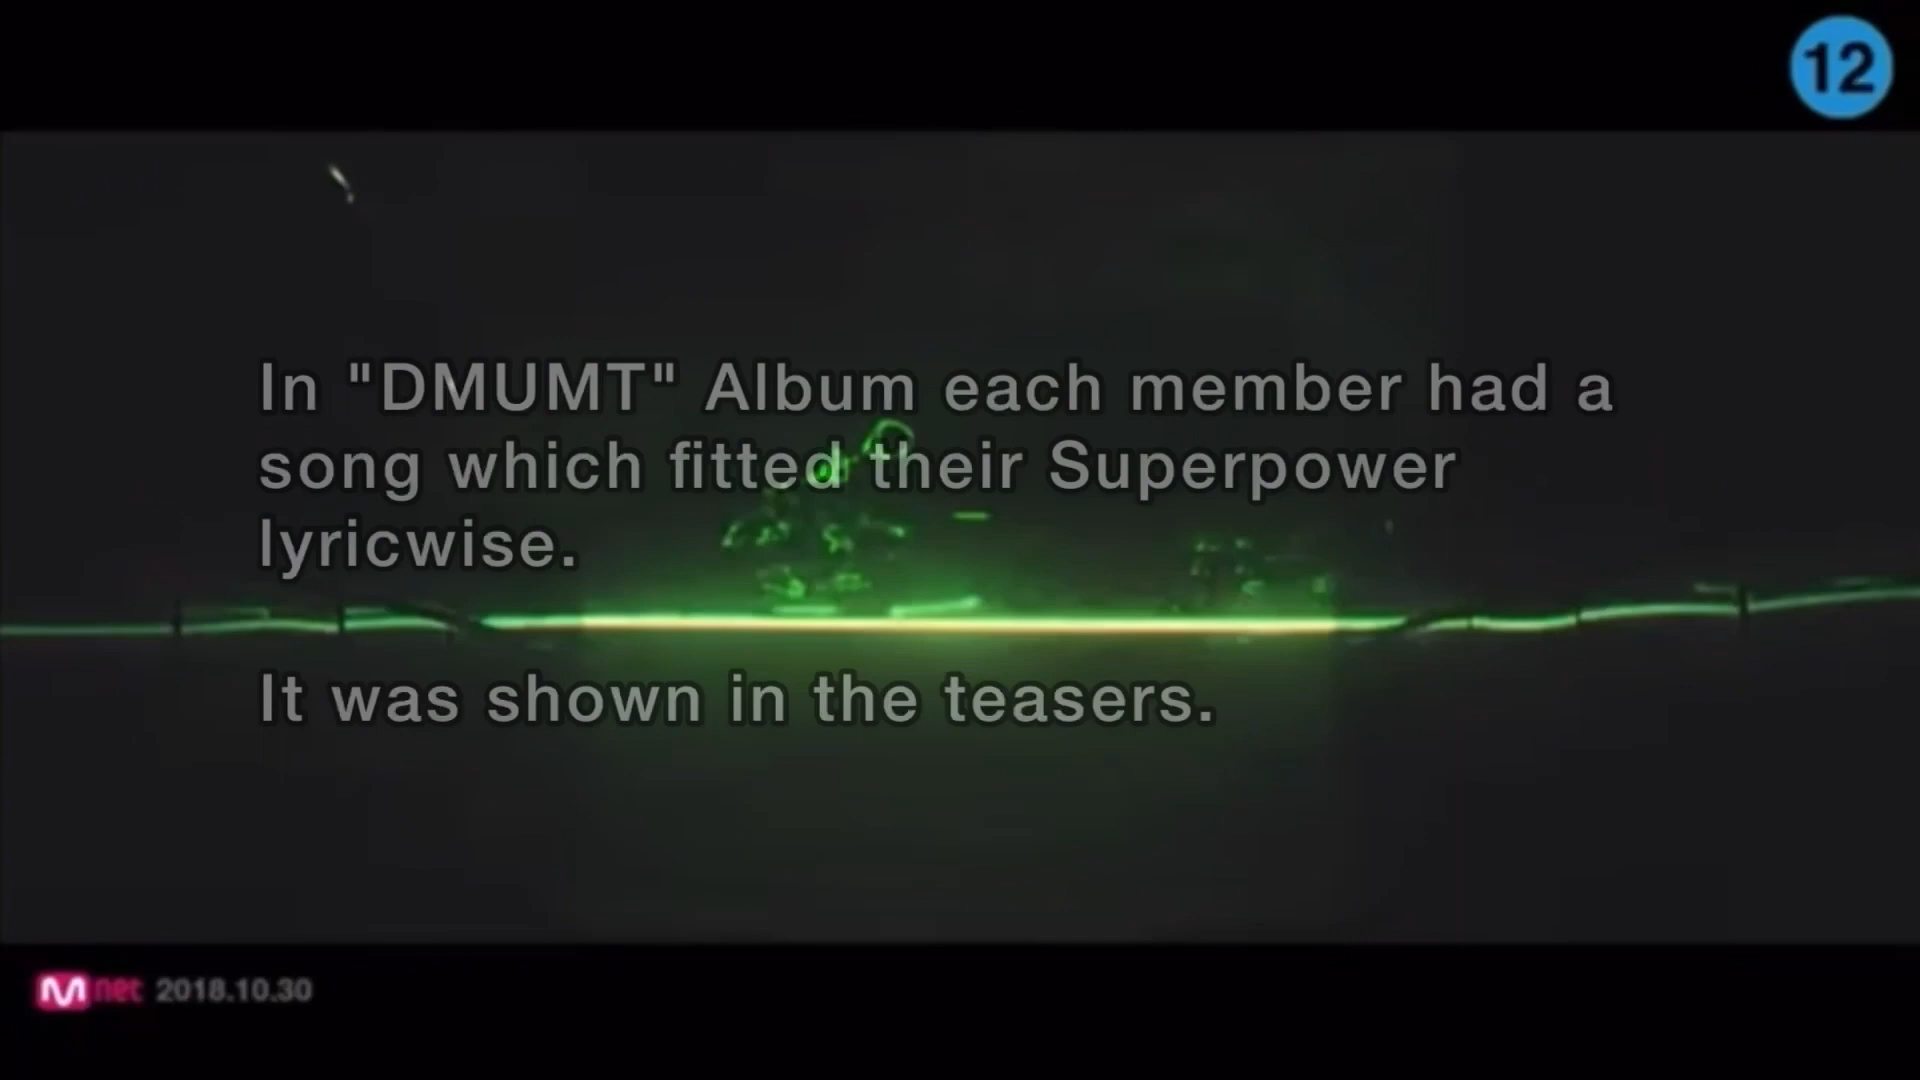 12
In "DMUMT" Album each member had a
song which fitted their Superpower
lyricwise.
It was shown in the teasers.
Mnet 2018.10.30